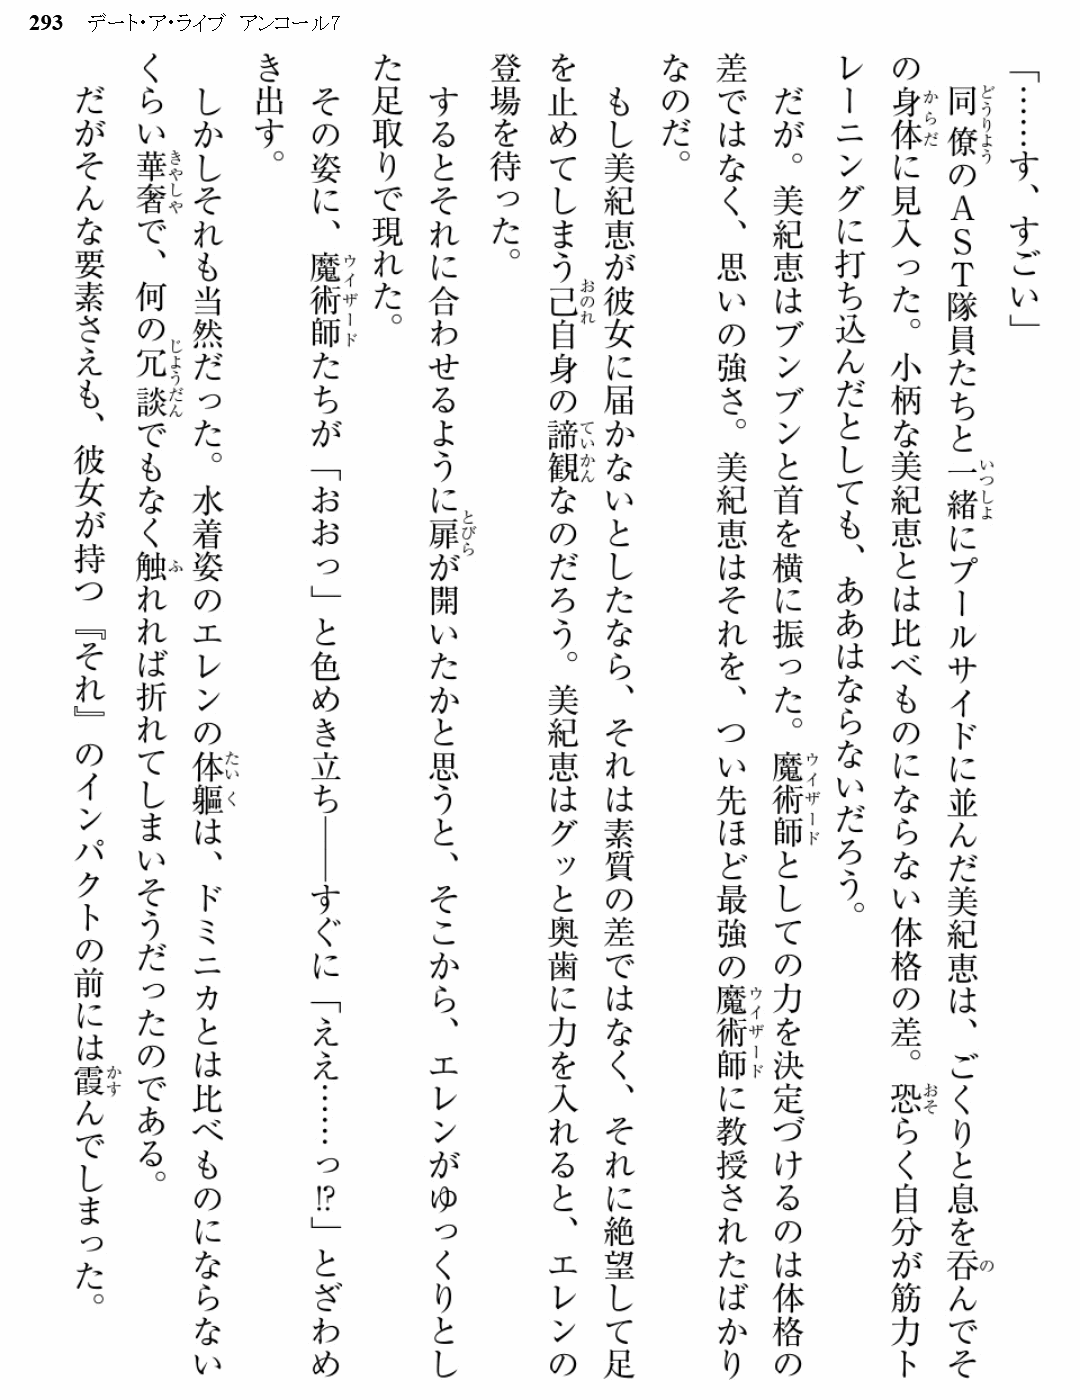 293 デート・ア・ライブ アンコール7
「……す、すごい」
同僚のAST隊員たちと一緒にプールサイドに並んだ美紀恵は、ごくりと息を呑んでそ
の身体に見入った。小柄な美紀恵とは比べものにならない体格の差。恐らく自分が筋力ト
レーニングに打ち込んだとしても、ああはならないだろう。
だが。美紀恵はブンブンと首を横に振った。魔術師としての力を決定づけるのは体格の
差ではなく、思いの強さ。美紀恵はそれを、つい先ほど最強の魔術師に教授されたばかり
なのだ。
もし美紀恵が彼女に届かないとしたなら、それは素質の差ではなく、それに絶望して足
を止めてしまう己自身の諦観なのだろう。美紀恵はグッと奥歯に力を入れると、エレンの
登場を待った。
するとそれに合わせるように扉が開いたかと思うと、そこから、エレンがゆっくりとし
た足取りで現れた。
その姿に、魔術師たちが「おおっ」と色めき立ち――すぐに「ええ……っ!?」とざわめ
き出す。
しかしそれも当然だった。水着姿のエレンの体軀は、ドミニカとは比べものにならない
くらい華奢で、何の冗談でもなく触れれば折れてしまいそうだったのである。
だがそんな要素さえも、彼女が持つ『それ』のインパクトの前には霞んでしまった。